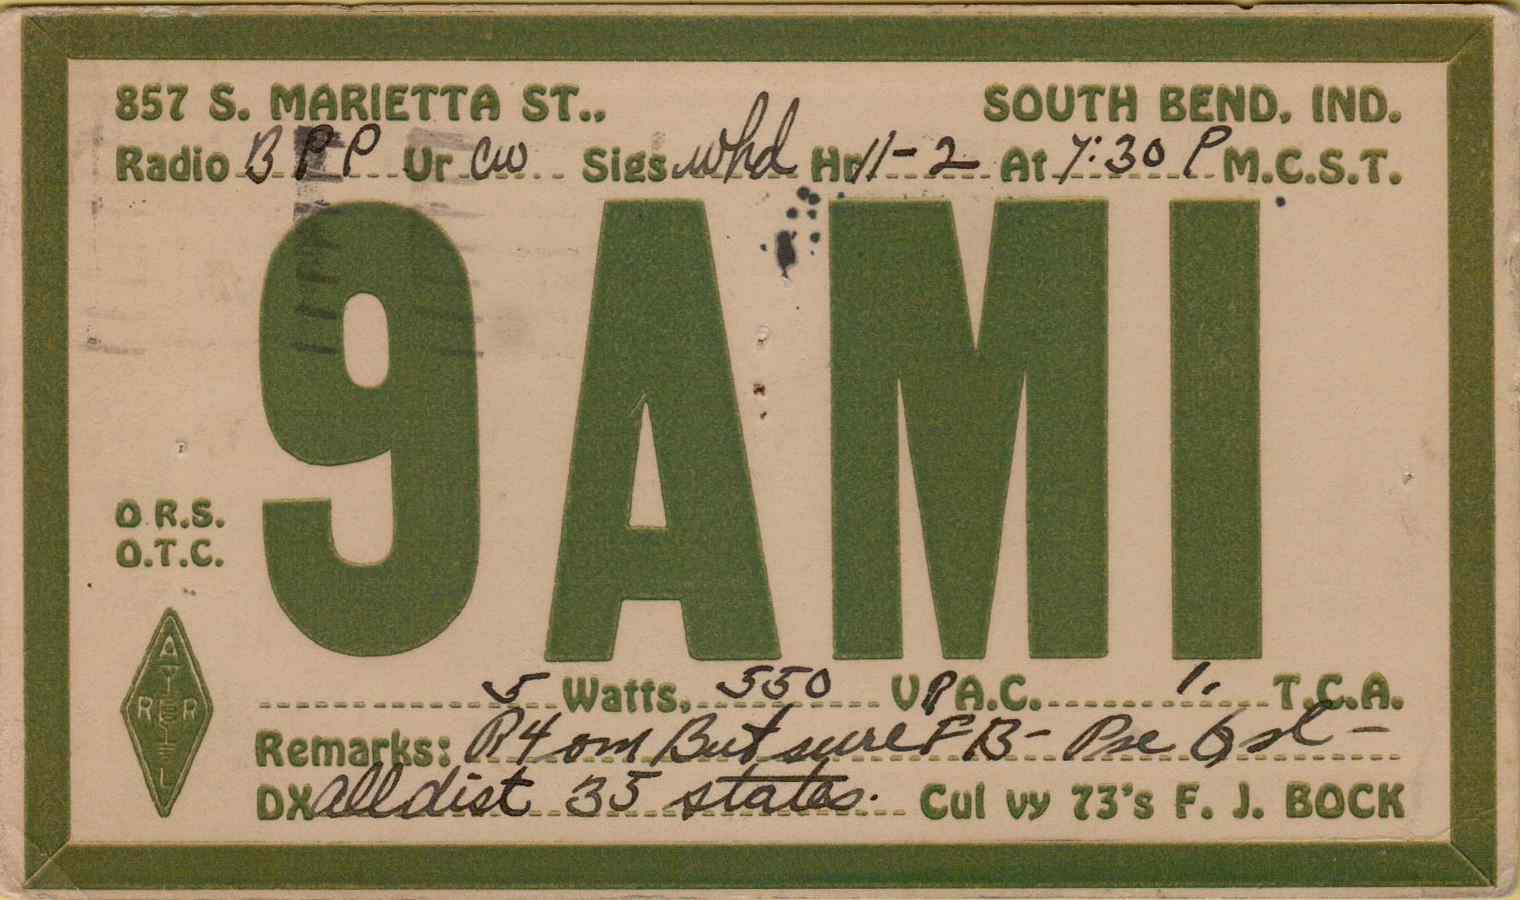 857 S. MARIETTA ST., SOUTH BEND, IND.
Radio BPP Ur cw Sigs whd Hr 11-2 At 7:30 P M.C.S.T.
9AMI
O.R.S.
O.T.C.
A
R R
L
5 Watts, 550 V P A.C. 1. T.C.A.
Remarks: R4 om But sure FB - Pse Qsl -
DX all dist 35 states. Cul vy 73's F. J. BOCK